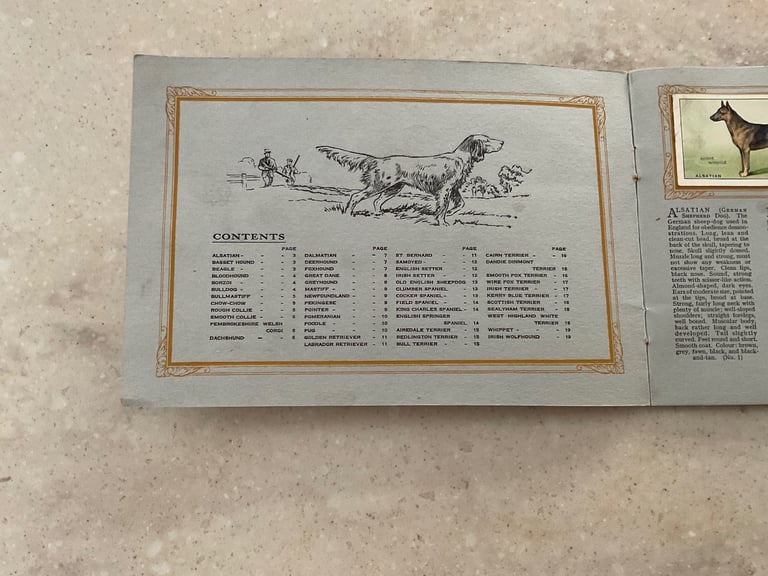 CONTENTS
PAGE
ALSATIAN - - 3
BASSET HOUND - 3
BEAGLE - - 3
BLOODHOUND - 4
BORZOI - - 4
BULLDOG - - 4
BULLMASTIFF - 5
CHOW-CHOW - 5
ROUGH COLLIE - 5
SMOOTH COLLIE -
PEMBROKESHIRE WELSH
CORGI 6
DACHSHUND - - 6
PAGE
DALMATIAN - 7
DEERHOUND - 7
FOXHOUND - 7
GREAT DANE - 8
GREYHOUND - 8
MASTIFF - - 8
NEWFOUNDLAND - 9
PEKINGESE - 9
POINTER - - 9
POMERANIAN - 10
POODLE - - 10
PUG - - 10
GOLDEN RETRIEVER - 11
LABRADOR RETRIEVER - 11
PAGE
ST BERNARD - 11
SAMOYED - - 12
ENGLISH SETTER - 12
IRISH SETTER - 12
OLD ENGLISH SHEEPDOG 13
CLUMBER SPANIEL - 13
COCKER SPANIEL - 13
FIELD SPANIEL - 14
KING CHARLES SPANIEL - 14
ENGLISH SPRINGER
SPANIEL 14
AIREDALE TERRIER - 15
BEDLINGTON TERRIER - 15
BULL TERRIER - 15
PAGE
CAIRN TERRIER - - 16
DANDIE DINMONT
TERRIER 16
SMOOTH FOX TERRIER - 16
WIRE FOX TERRIER - 17
IRISH TERRIER - - 17
KERRY BLUE TERRIER - 17
SCOTTISH TERRIER - 18
SEALYHAM TERRIER - 18
WEST HIGHLAND WHITE
TERRIER 18
WHIPPET - - 19
IRISH WOLFHOUND - 19
ALSATIAN
ALSATIAN (GERMAN
SHEPHERD DOG). The
German sheep-dog used in
England for obedience demon-
strations. Long, lean and
clean-cut head, broad at the
back of the skull, tapering to
nose. Skull slightly domed.
Muzzle long and strong, must
not show any weakness or
excessive taper. Clean lips,
black nose. Sound, strong
teeth with scissor-like action.
Almond-shaped, dark eyes.
Ears of moderate size, pointed
at the tips, broad at base.
Strong, fairly long neck with
plenty of muscle; well-sloped
shoulders; straight forelegs,
well boned. Muscular body,
back rather long and well
developed. Tail slightly
curved. Feet round and short.
Smooth coat. Colour: brown,
grey, fawn, black, and black-
and-tan. (No. 1)